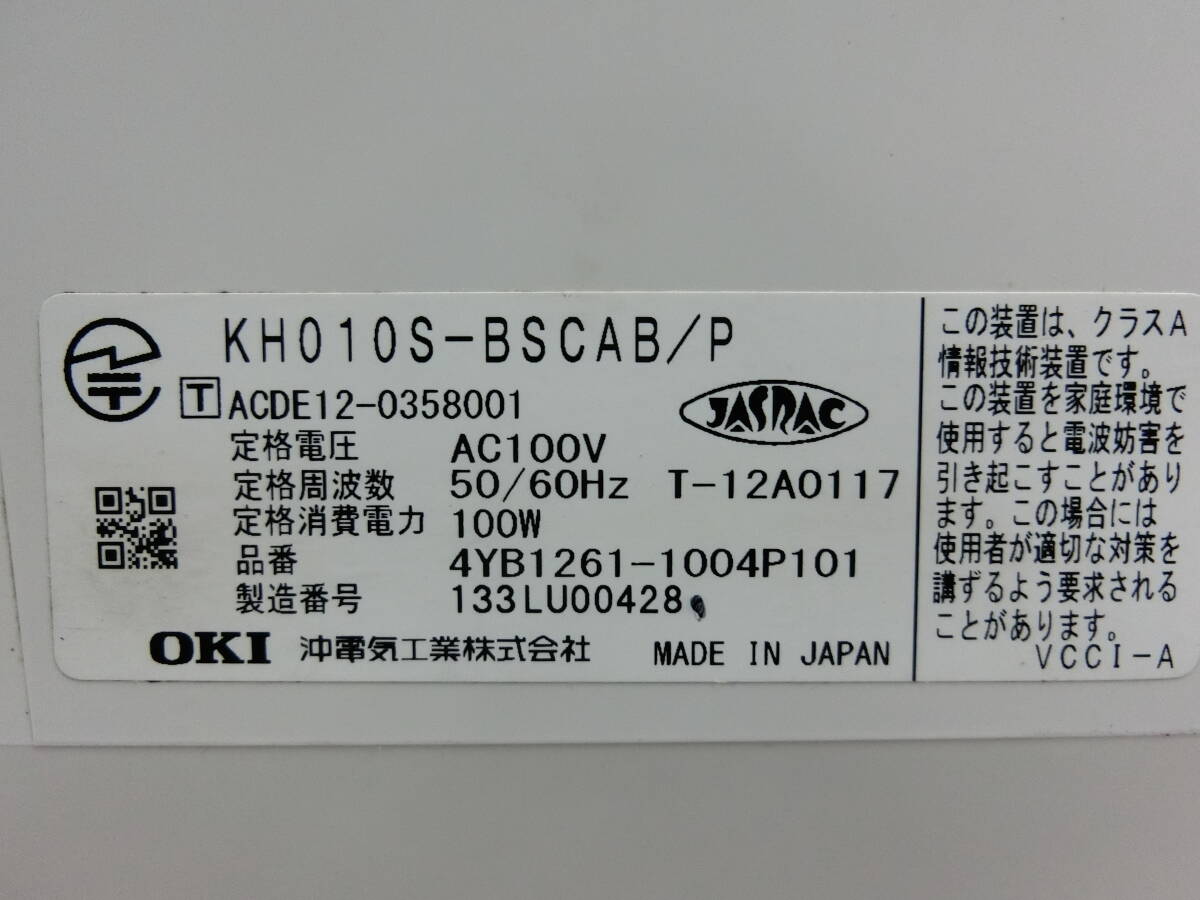 KH010S-BSCAB/P
T ACDE12-0358001
JASRAC
定格電圧 AC100V
定格周波数 50/60Hz T-12A0117
定格消費電力 100W
品番 4YB1261-1004P101
製造番号 133LU00428
OKI 沖電気工業株式会社 MADE IN JAPAN
この装置は、クラスA
情報技術装置です。
この装置を家庭環境で
使用すると電波妨害を
引き起こすことがあり
ます。この場合には
使用者が適切な対策を
講ずるよう要求される
ことがあります。
VCCI-A